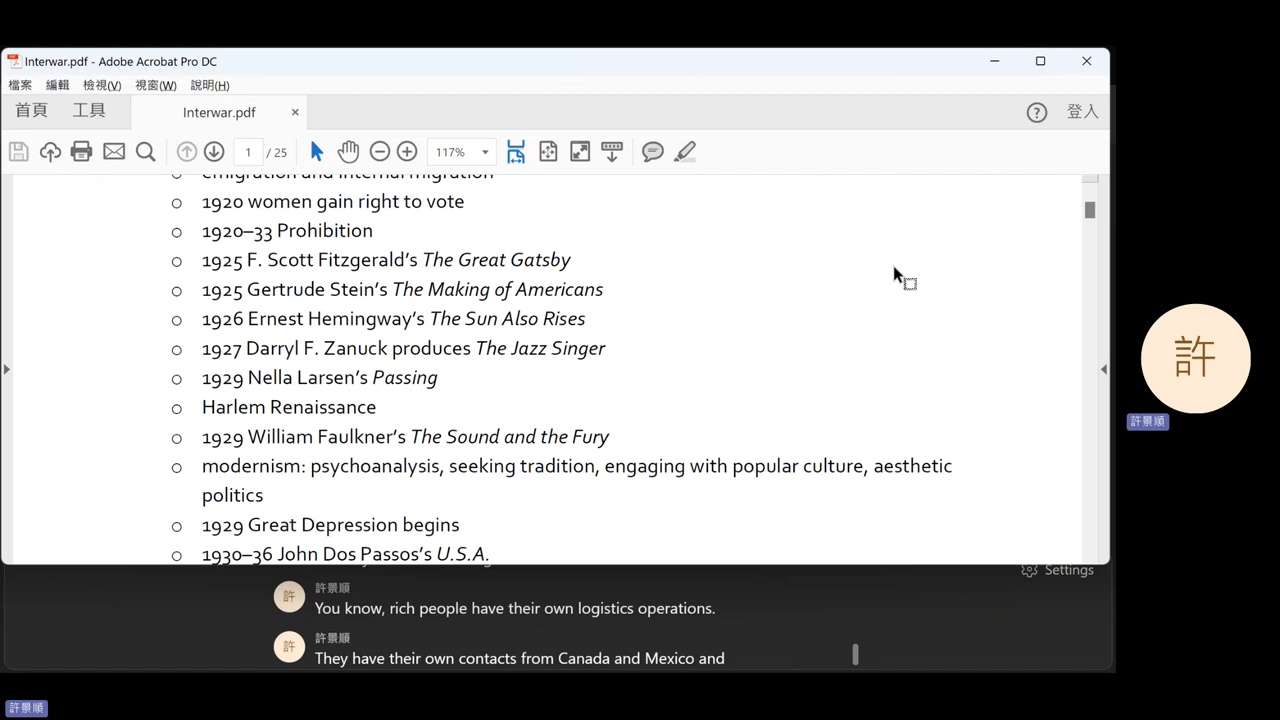 Interwar.pdf - Adobe Acrobat Pro DC
檔案 編輯 檢視(V) 視窗(W) 說明(H)
首頁 工具 Interwar.pdf × 登入
1 / 25 117%
emigration and internal migration
1920 women gain right to vote
1920–33 Prohibition
1925 F. Scott Fitzgerald’s The Great Gatsby
1925 Gertrude Stein’s The Making of Americans
1926 Ernest Hemingway’s The Sun Also Rises
1927 Darryl F. Zanuck produces The Jazz Singer
1929 Nella Larsen’s Passing
Harlem Renaissance
1929 William Faulkner’s The Sound and the Fury
modernism: psychoanalysis, seeking tradition, engaging with popular culture, aesthetic
politics
1929 Great Depression begins
1930–36 John Dos Passos’s U.S.A.
Settings
許 許景順
You know, rich people have their own logistics operations.
許 許景順
They have their own contacts from Canada and Mexico and
許
許景順
許景順